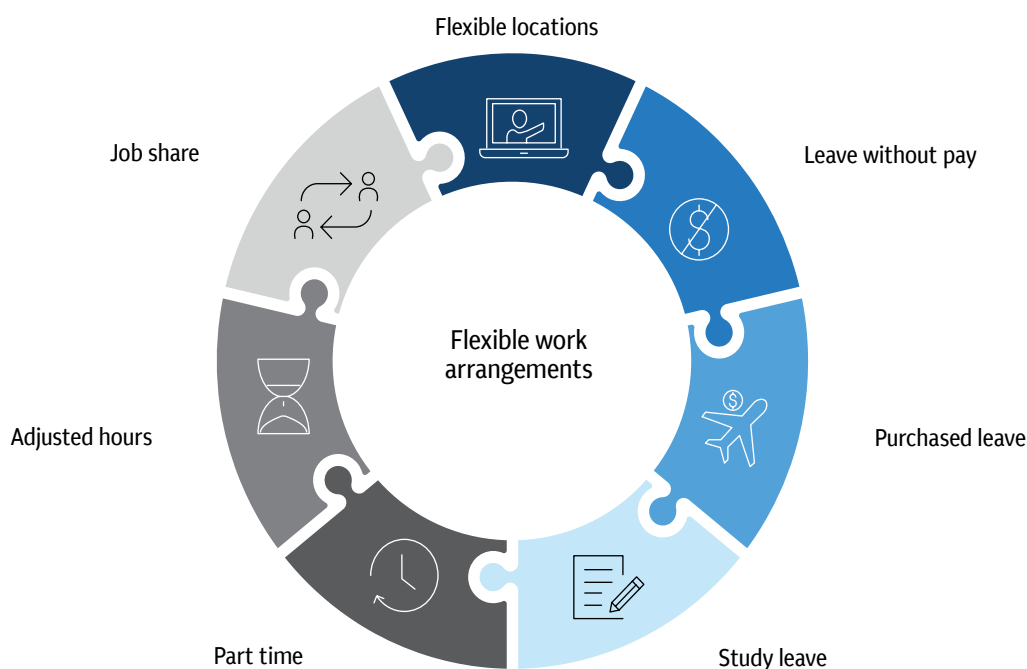 Flexible locations
Job share
Leave without pay
Flexible work
arrangements
Adjusted hours
Purchased leave
Part time
Study leave
$
$